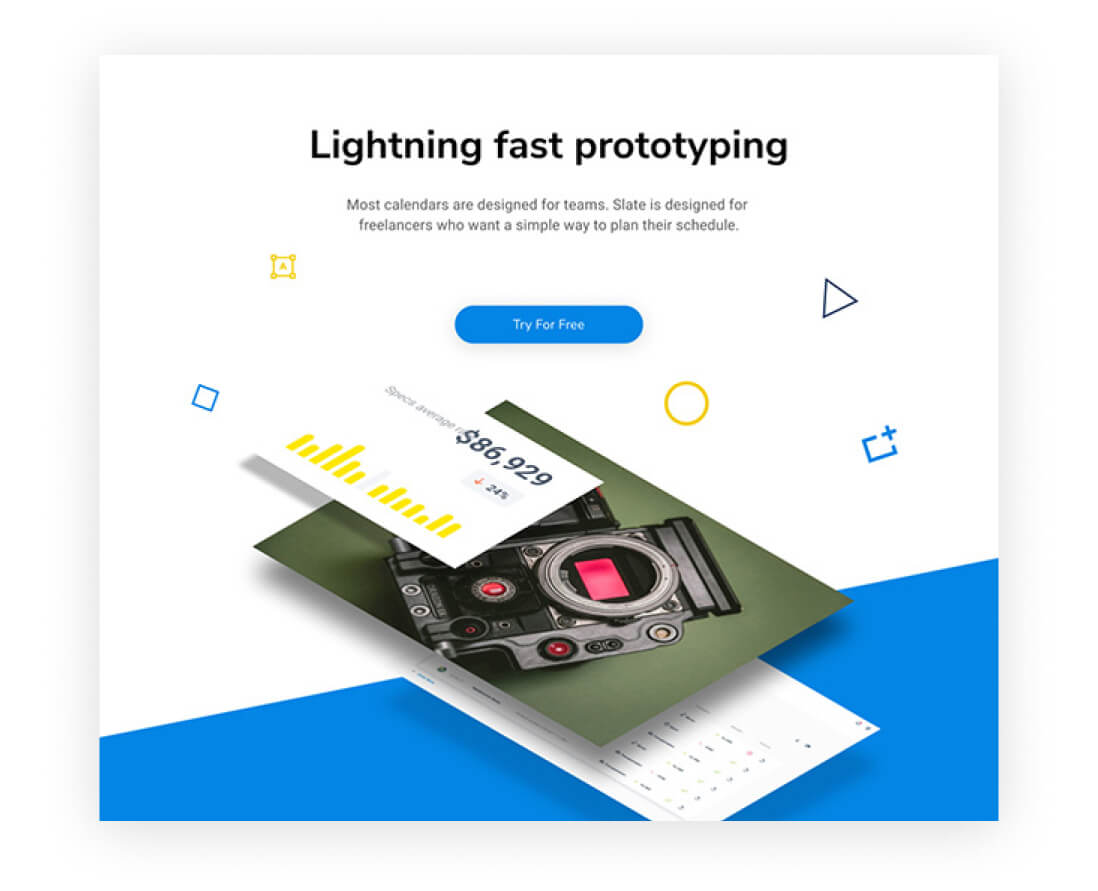 Lightning fast prototyping
Most calendars are designed for teams. Slate is designed for
freelancers who want a simple way to plan their schedule.
Try For Free
Specs average
$86,929
↓ 24%